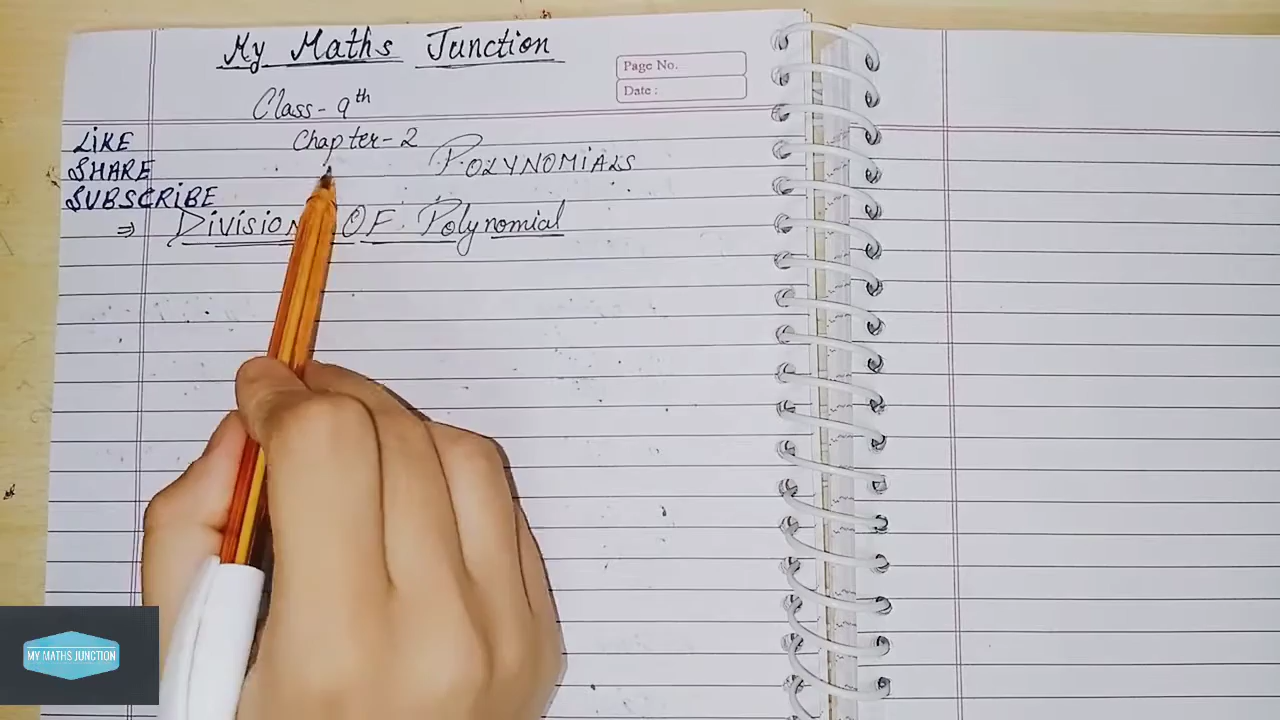 My Maths Junction
Page No.
Date :
Class - 9th
Chapter - 2
POLYNOMiALS
LiKE
SHARE
SUBSCRiBE
⇒ Division OF Polynomial
MY MATHS JUNCTION